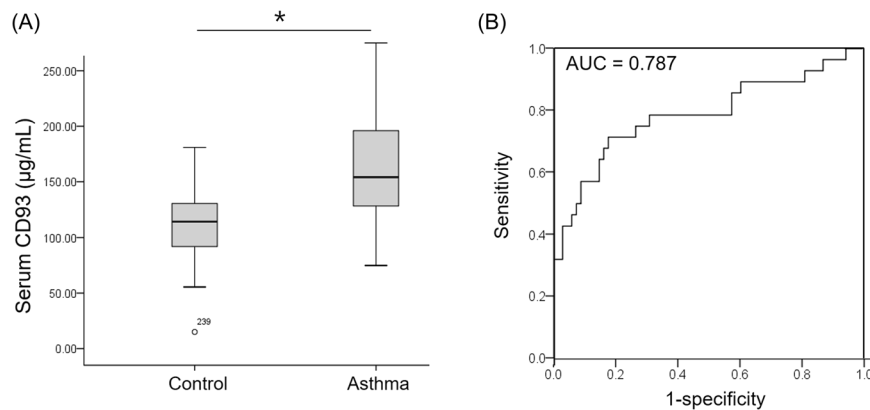 (A)
*
Serum CD93 (µg/mL)
250.00
200.00
150.00
100.00
50.00
0.00
239
Control
Asthma
(B)
AUC = 0.787
Sensitivity
1.0
0.8
0.6
0.4
0.2
0.0
0.0
0.2
0.4
0.6
0.8
1.0
1-specificity